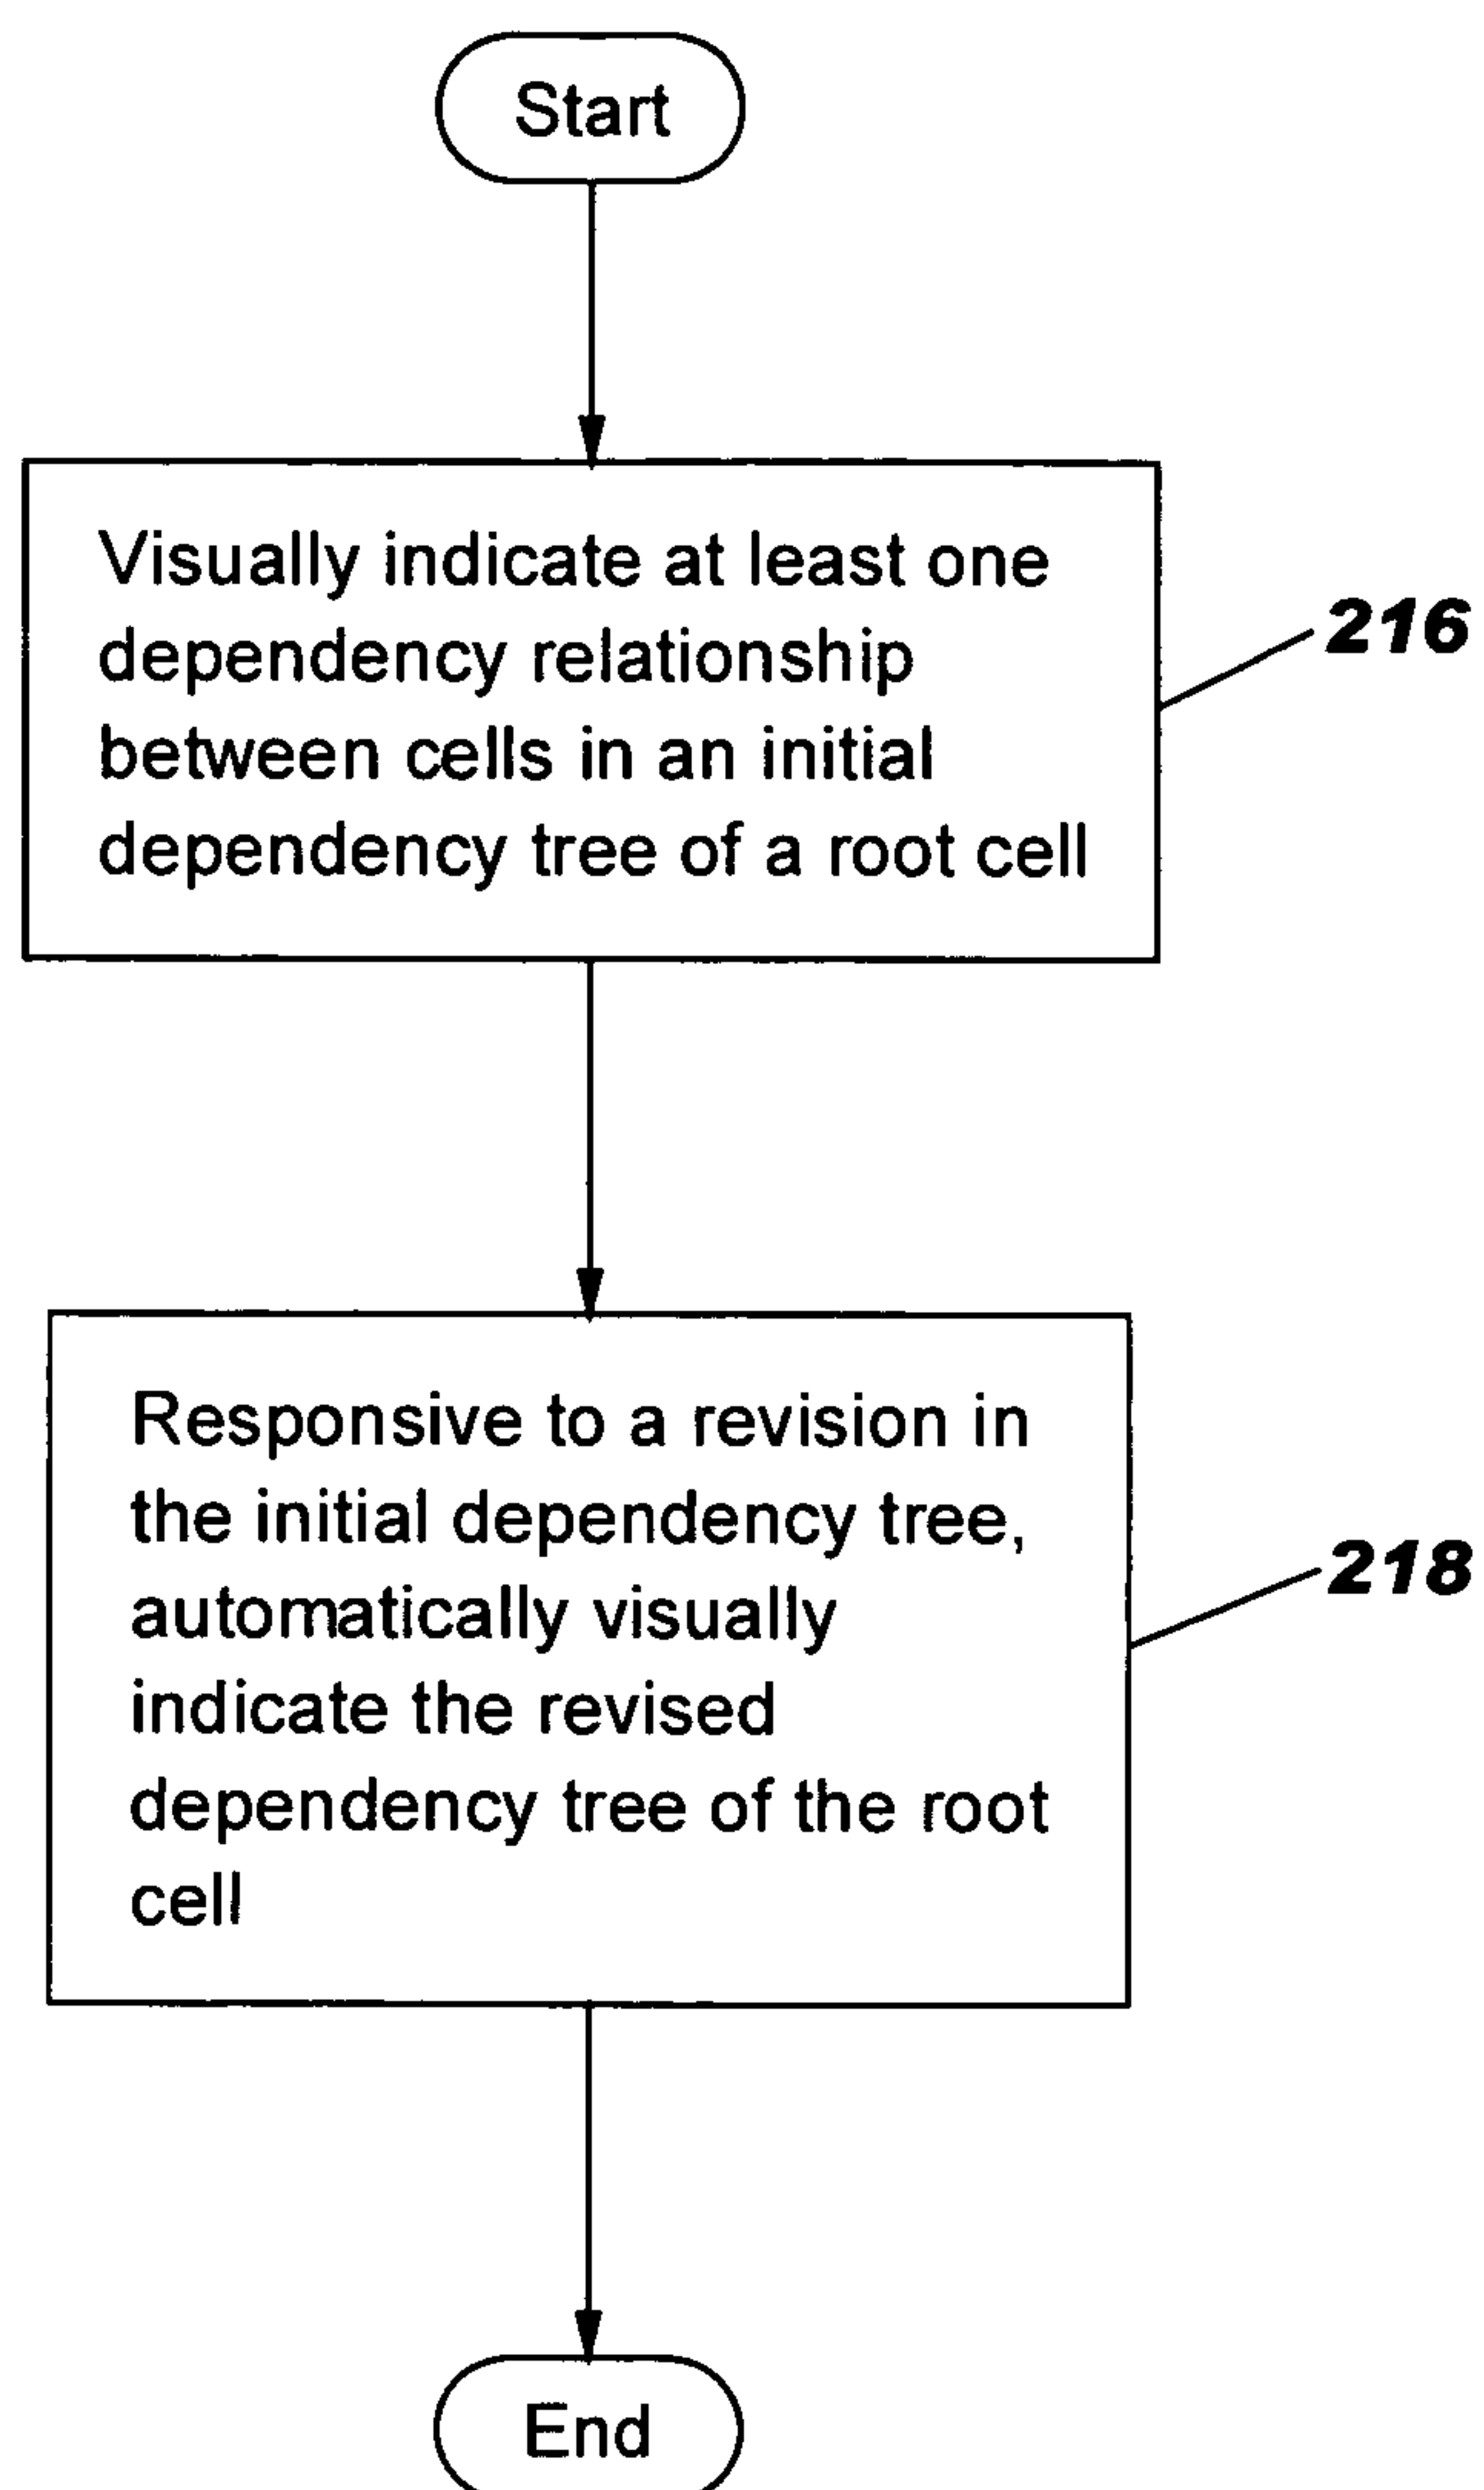 Start
Visually indicate at least one
dependency relationship
between cells in an initial
dependency tree of a root cell
216
Responsive to a revision in
the initial dependency tree,
automatically visually
indicate the revised
dependency tree of the root
cell
218
End